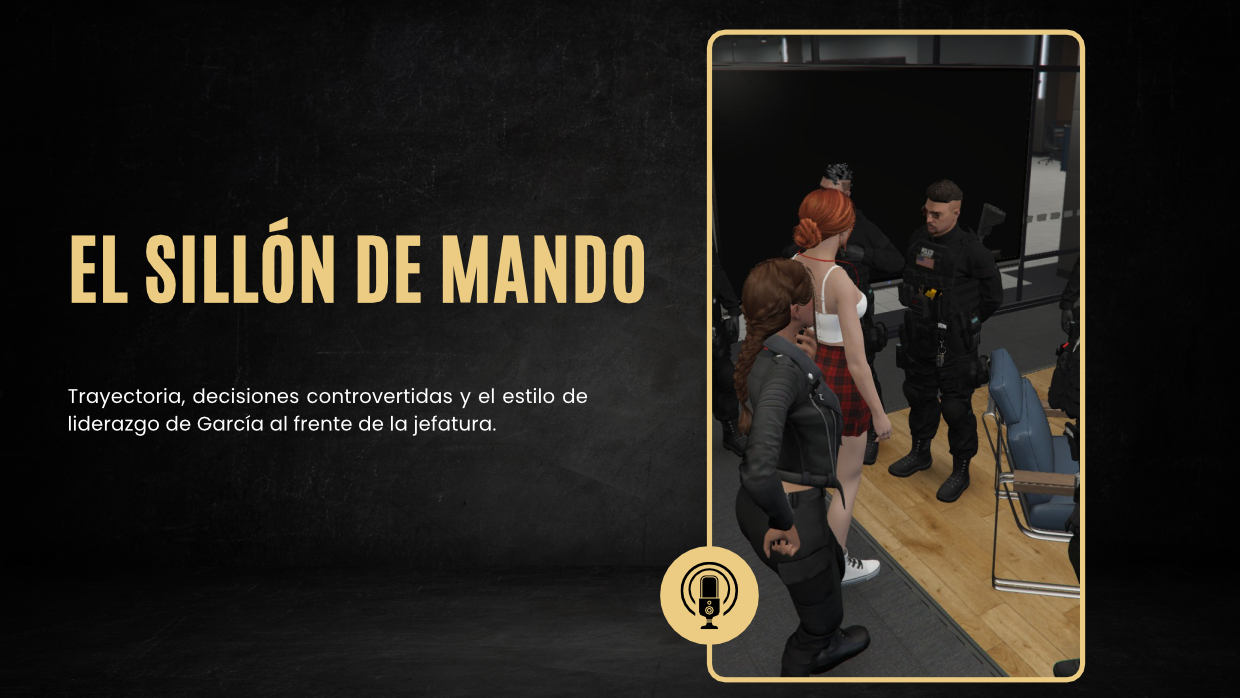 EL SILLÓN DE MANDO
Trayectoria, decisiones controvertidas y el estilo de
liderazgo de García al frente de la jefatura.